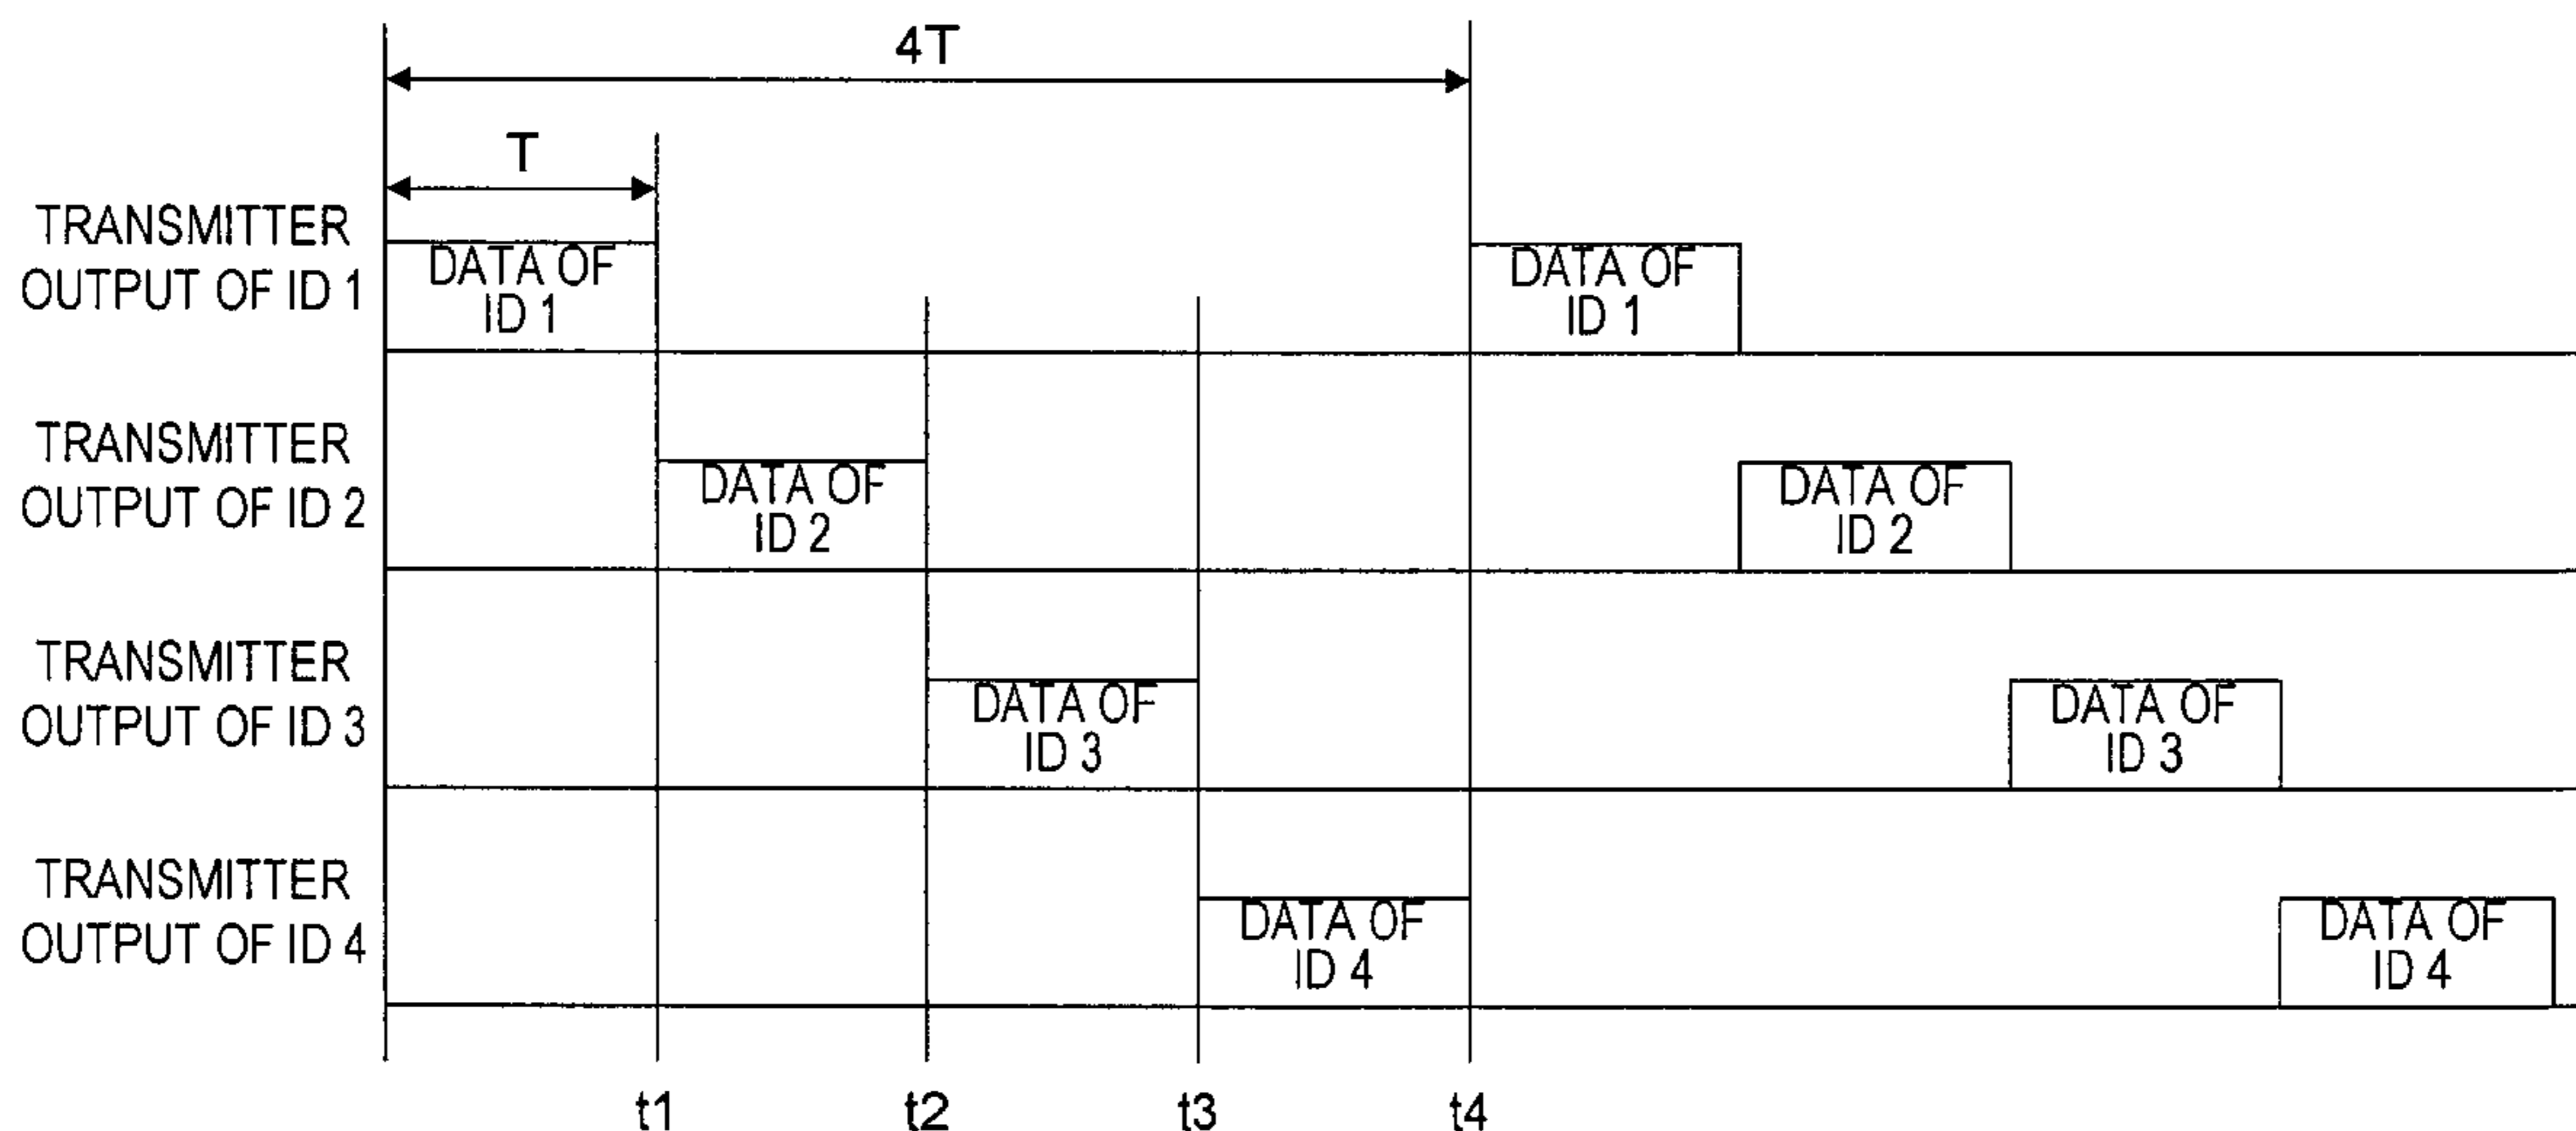 4T
T
TRANSMITTER
OUTPUT OF ID 1
DATA OF
ID 1
DATA OF
ID 1
TRANSMITTER
OUTPUT OF ID 2
DATA OF
ID 2
DATA OF
ID 2
TRANSMITTER
OUTPUT OF ID 3
DATA OF
ID 3
DATA OF
ID 3
TRANSMITTER
OUTPUT OF ID 4
DATA OF
ID 4
DATA OF
ID 4
t1 t2 t3 t4